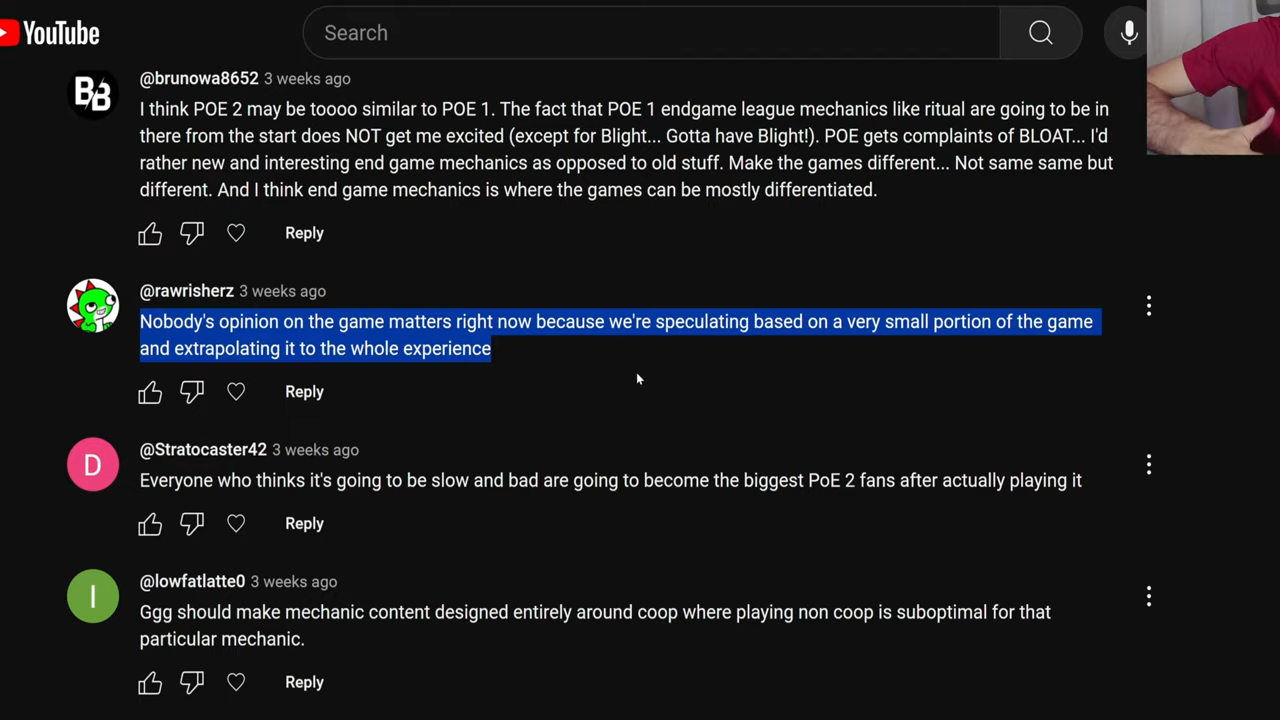 YouTube
Search
BB
@brunowa8652 3 weeks ago
I think POE 2 may be toooo similar to POE 1. The fact that POE 1 endgame league mechanics like ritual are going to be in
there from the start does NOT get me excited (except for Blight... Gotta have Blight!). POE gets complaints of BLOAT... I'd
rather new and interesting end game mechanics as opposed to old stuff. Make the games different... Not same same but
different. And I think end game mechanics is where the games can be mostly differentiated.
Reply
@rawrisherz 3 weeks ago
Nobody's opinion on the game matters right now because we're speculating based on a very small portion of the game
and extrapolating it to the whole experience
Reply
D
@Stratocaster42 3 weeks ago
Everyone who thinks it's going to be slow and bad are going to become the biggest PoE 2 fans after actually playing it
Reply
I
@lowfatlatte0 3 weeks ago
Ggg should make mechanic content designed entirely around coop where playing non coop is suboptimal for that
particular mechanic.
Reply